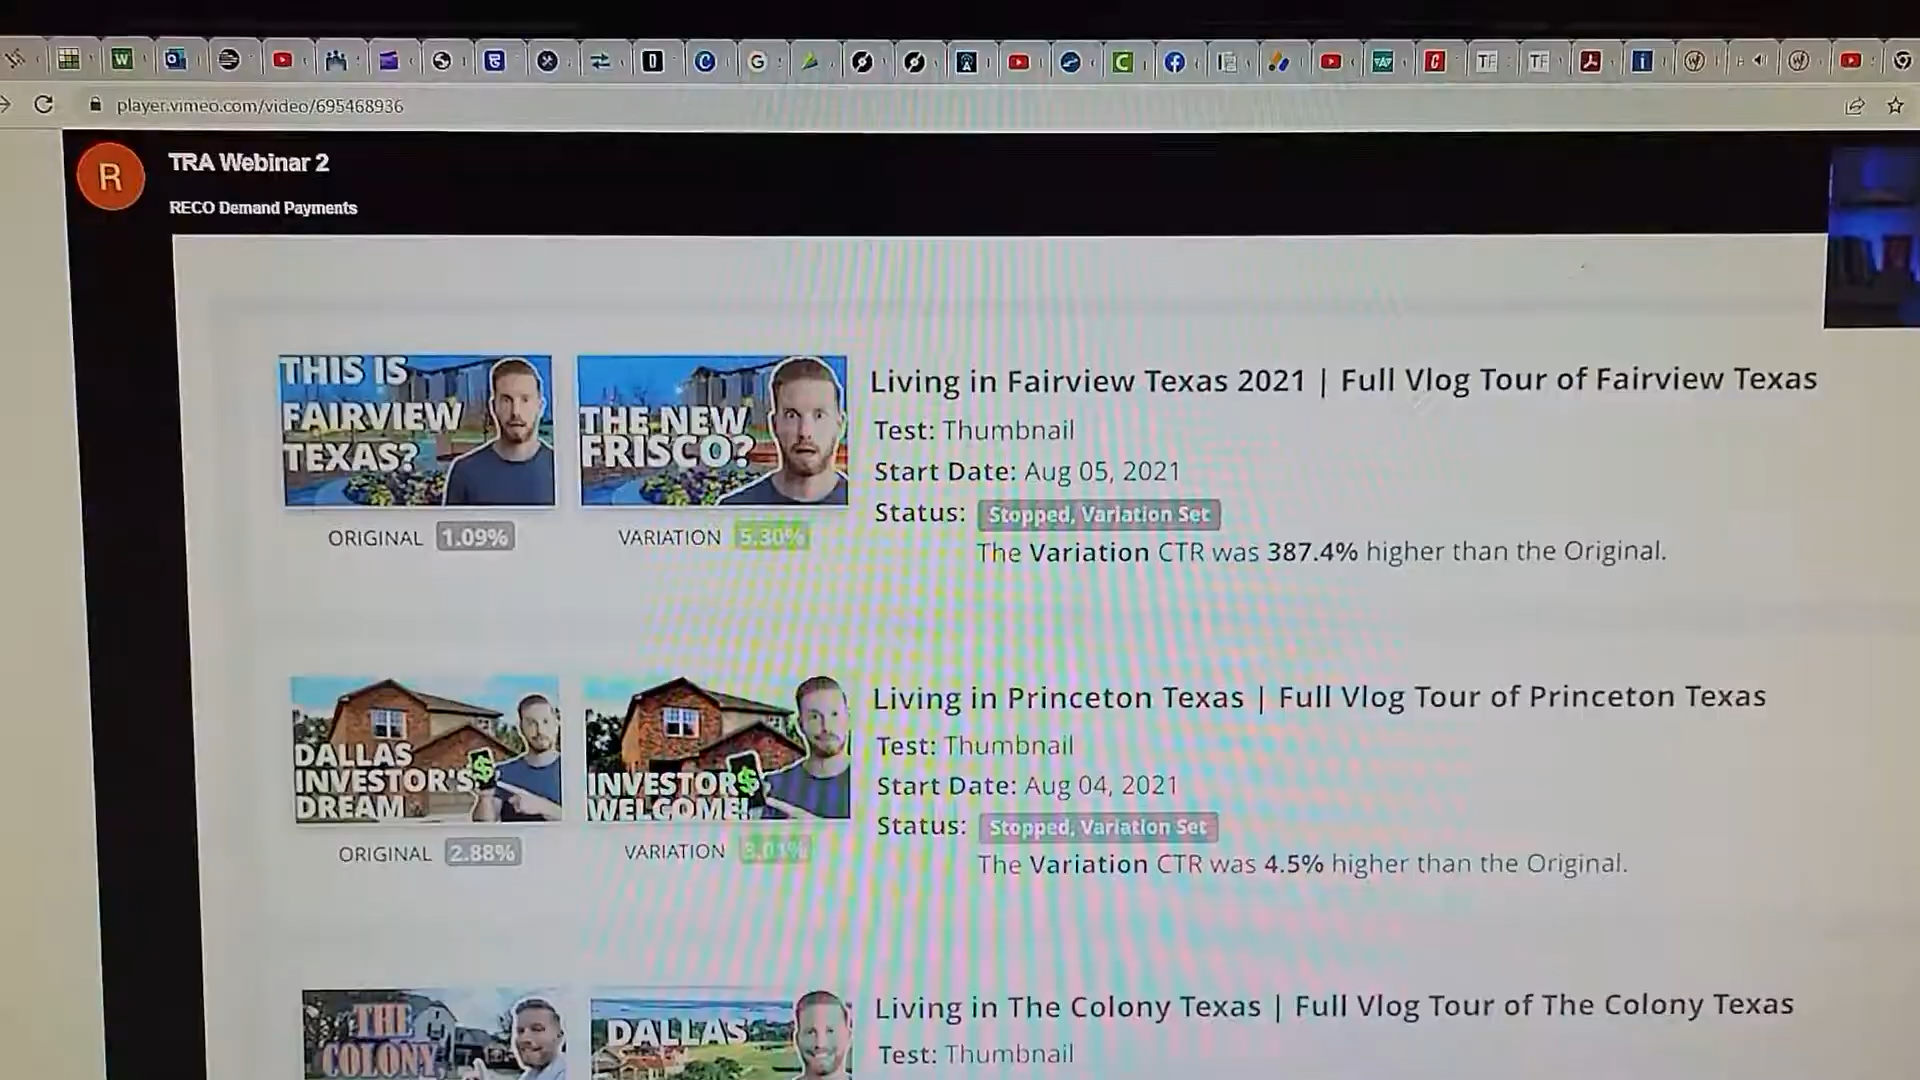 player.vimeo.com/video/695468936
R
TRA Webinar 2
RECO Demand Payments
THIS IS
FAIRVIEW
TEXAS?
THE NEW
FRISCO?
ORIGINAL 1.09%
VARIATION 5.30%
Living in Fairview Texas 2021 | Full Vlog Tour of Fairview Texas
Test: Thumbnail
Start Date: Aug 05, 2021
Status: Stopped, Variation Set
The Variation CTR was 387.4% higher than the Original.
DALLAS
INVESTOR'S
DREAM
INVESTOR$
WELCOME!
ORIGINAL 2.88%
VARIATION 3.01%
Living in Princeton Texas | Full Vlog Tour of Princeton Texas
Test: Thumbnail
Start Date: Aug 04, 2021
Status: Stopped, Variation Set
The Variation CTR was 4.5% higher than the Original.
THE
COLONY
DALLAS
Living in The Colony Texas | Full Vlog Tour of The Colony Texas
Test: Thumbnail